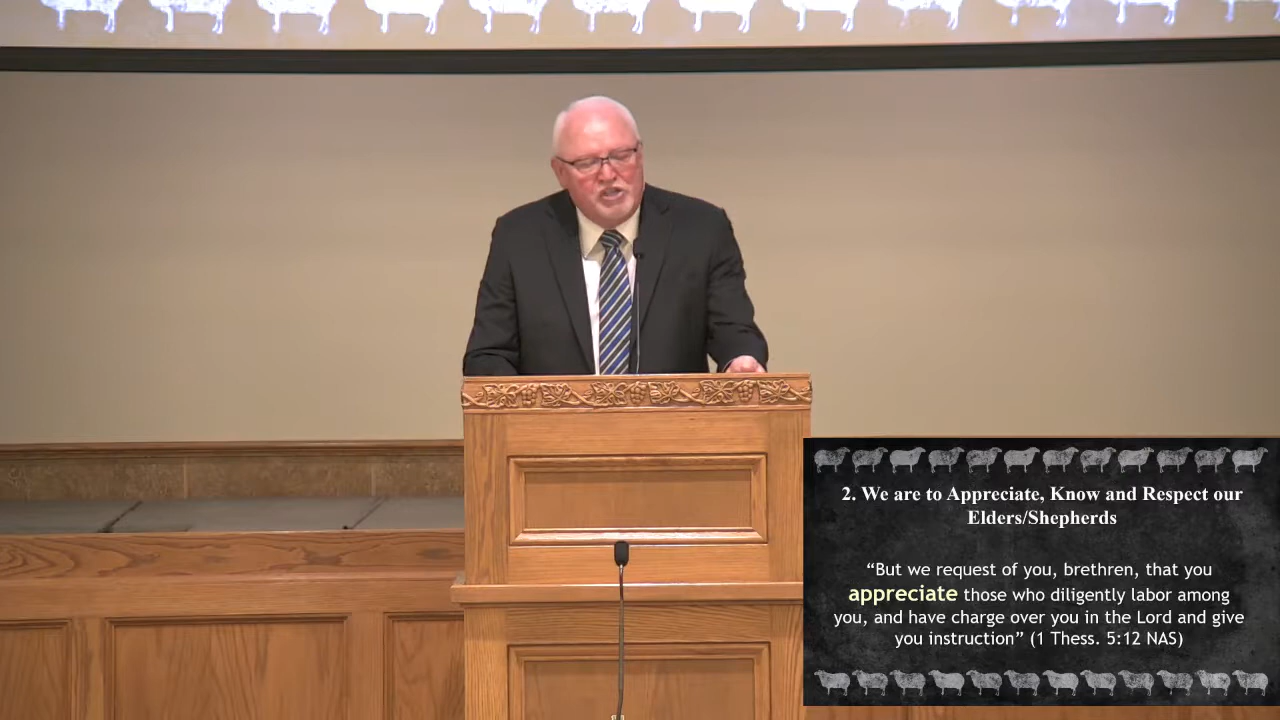 2. We are to Appreciate, Know and Respect our
Elders/Shepherds
“But we request of you, brethren, that you
appreciate those who diligently labor among
you, and have charge over you in the Lord and give
you instruction” (1 Thess. 5:12 NAS)